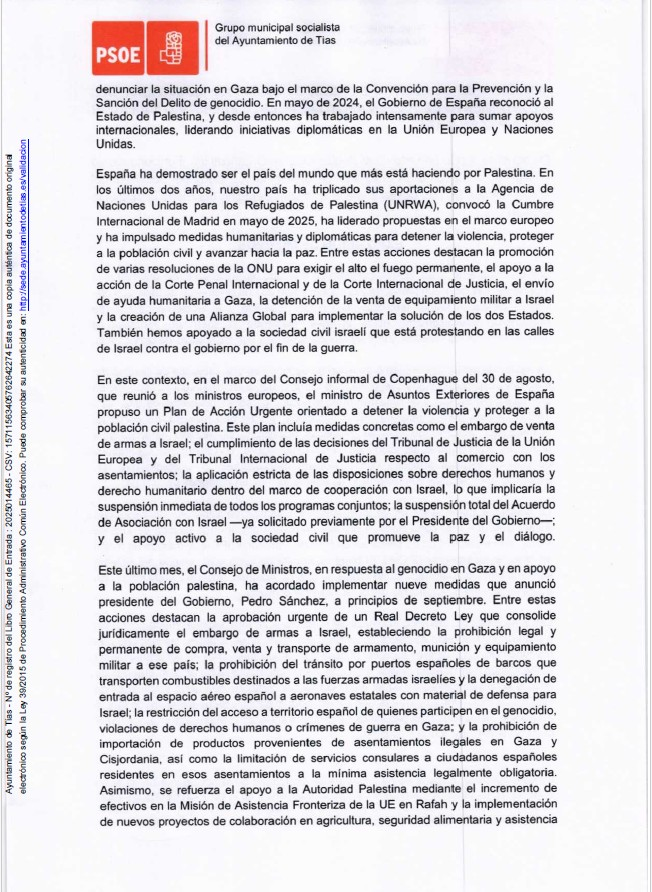 PSOE
Grupo municipal socialista
del Ayuntamiento de Tias
denunciar la situación en Gaza bajo el marco de la Convención para la Prevención y la
Sanción del Delito de genocidio. En mayo de 2024, el Gobierno de España reconoció al
Estado de Palestina, y desde entonces ha trabajado intensamente para sumar apoyos
internacionales, liderando iniciativas diplomáticas en la Unión Europea y Naciones
Unidas.
España ha demostrado ser el país del mundo que más está haciendo por Palestina. En
los últimos dos años, nuestro país ha triplicado sus aportaciones a la Agencia de
Naciones Unidas para los Refugiados de Palestina (UNRWA), convocó la Cumbre
Internacional de Madrid en mayo de 2025, ha liderado propuestas en el marco europeo
y ha impulsado medidas humanitarias y diplomáticas para detener la violencia, proteger
a la población civil y avanzar hacia la paz. Entre estas acciones destacan la promoción
de varias resoluciones de la ONU para exigir el alto el fuego permanente, el apoyo a la
acción de la Corte Penal Internacional y de la Corte Internacional de Justicia, el envío
de ayuda humanitaria a Gaza, la detención de la venta de equipamiento militar a Israel
y la creación de una Alianza Global para implementar la solución de los dos Estados.
También hemos apoyado a la sociedad civil israelí que está protestando en las calles
de Israel contra el gobierno por el fin de la guerra.
En este contexto, en el marco del Consejo informal de Copenhague del 30 de agosto,
que reunió a los ministros europeos, el ministro de Asuntos Exteriores de España
propuso un Plan de Acción Urgente orientado a detener la violencia y proteger a la
población civil palestina. Este plan incluía medidas concretas como el embargo de venta
de armas a Israel; el cumplimiento de las decisiones del Tribunal de Justicia de la Unión
Europea y del Tribunal Internacional de Justicia respecto al comercio con los
asentamientos; la aplicación estricta de las disposiciones sobre derechos humanos y
derecho humanitario dentro del marco de cooperación con Israel, lo que implicaría la
suspensión inmediata de todos los programas conjuntos; la suspensión total del Acuerdo
de Asociación con Israel —ya solicitado previamente por el Presidente del Gobierno—;
y el apoyo activo a la sociedad civil que promueve la paz y el diálogo.
Este último mes, el Consejo de Ministros, en respuesta al genocidio en Gaza y en apoyo
a la población palestina, ha acordado implementar nueve medidas que anunció
presidente del Gobierno, Pedro Sánchez, a principios de septiembre. Entre estas
acciones destacan la aprobación urgente de un Real Decreto Ley que consolide
jurídicamente el embargo de armas a Israel, estableciendo la prohibición legal y
permanente de compra, venta y transporte de armamento, munición y equipamiento
militar a ese país; la prohibición del tránsito por puertos españoles de barcos que
transporten combustibles destinados a las fuerzas armadas israelíes y la denegación de
entrada al espacio aéreo español a aeronaves estatales con material de defensa para
Israel; la restricción del acceso a territorio español de quienes participen en el genocidio,
violaciones de derechos humanos o crímenes de guerra en Gaza; y la prohibición de
importación de productos provenientes de asentamientos ilegales en Gaza y
Cisjordania, así como la limitación de servicios consulares a ciudadanos españoles
residentes en esos asentamientos a la mínima asistencia legalmente obligatoria.
Asimismo, se refuerza el apoyo a la Autoridad Palestina mediante el incremento de
efectivos en la Misión de Asistencia Fronteriza de la UE en Rafah y la implementación
de nuevos proyectos de colaboración en agricultura, seguridad alimentaria y asistencia
Ayuntamiento de Tías - Nº de registro del Libro General de Entrada : 2025014465 - CSV: 15711563405762642274 Esta es una copia auténtica de documento original
electrónico según la Ley 39/2015 de Procedimiento Administrativo Común Electrónico. Puede comprobar su autenticidad en: http://sede.ayuntamientodetias.es/validacion